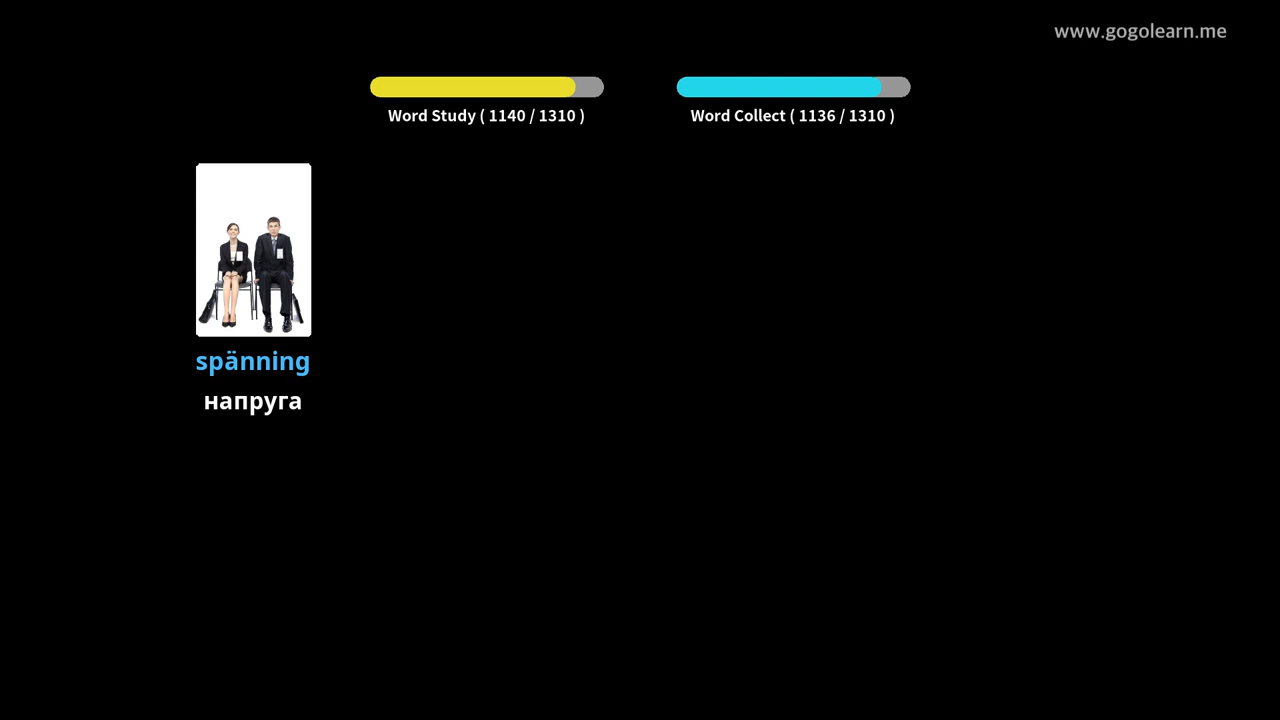 www.gogolearn.me
Word Study ( 1140 / 1310 )
Word Collect ( 1136 / 1310 )
spänning
напруга